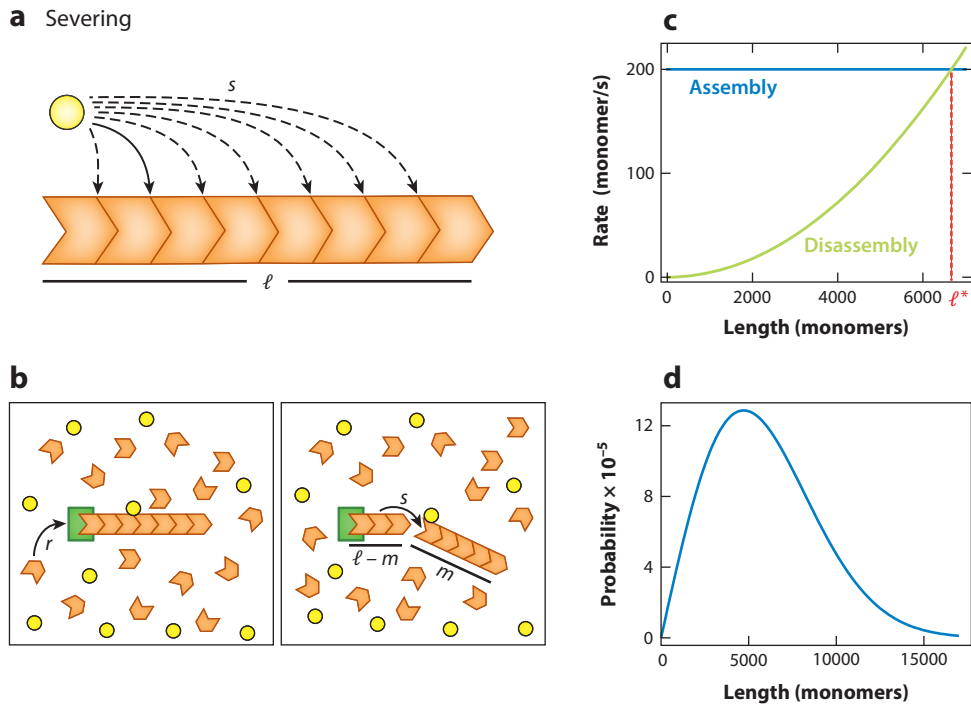 a Severing
s
ℓ
b
r
s
ℓ – m
m
c
Rate (monomer/s)
200
100
0
Assembly
Disassembly
0 2000 4000 6000 ℓ*
Length (monomers)
d
Probability × 10⁻⁵
12
8
4
0
0 5000 10000 15000
Length (monomers)